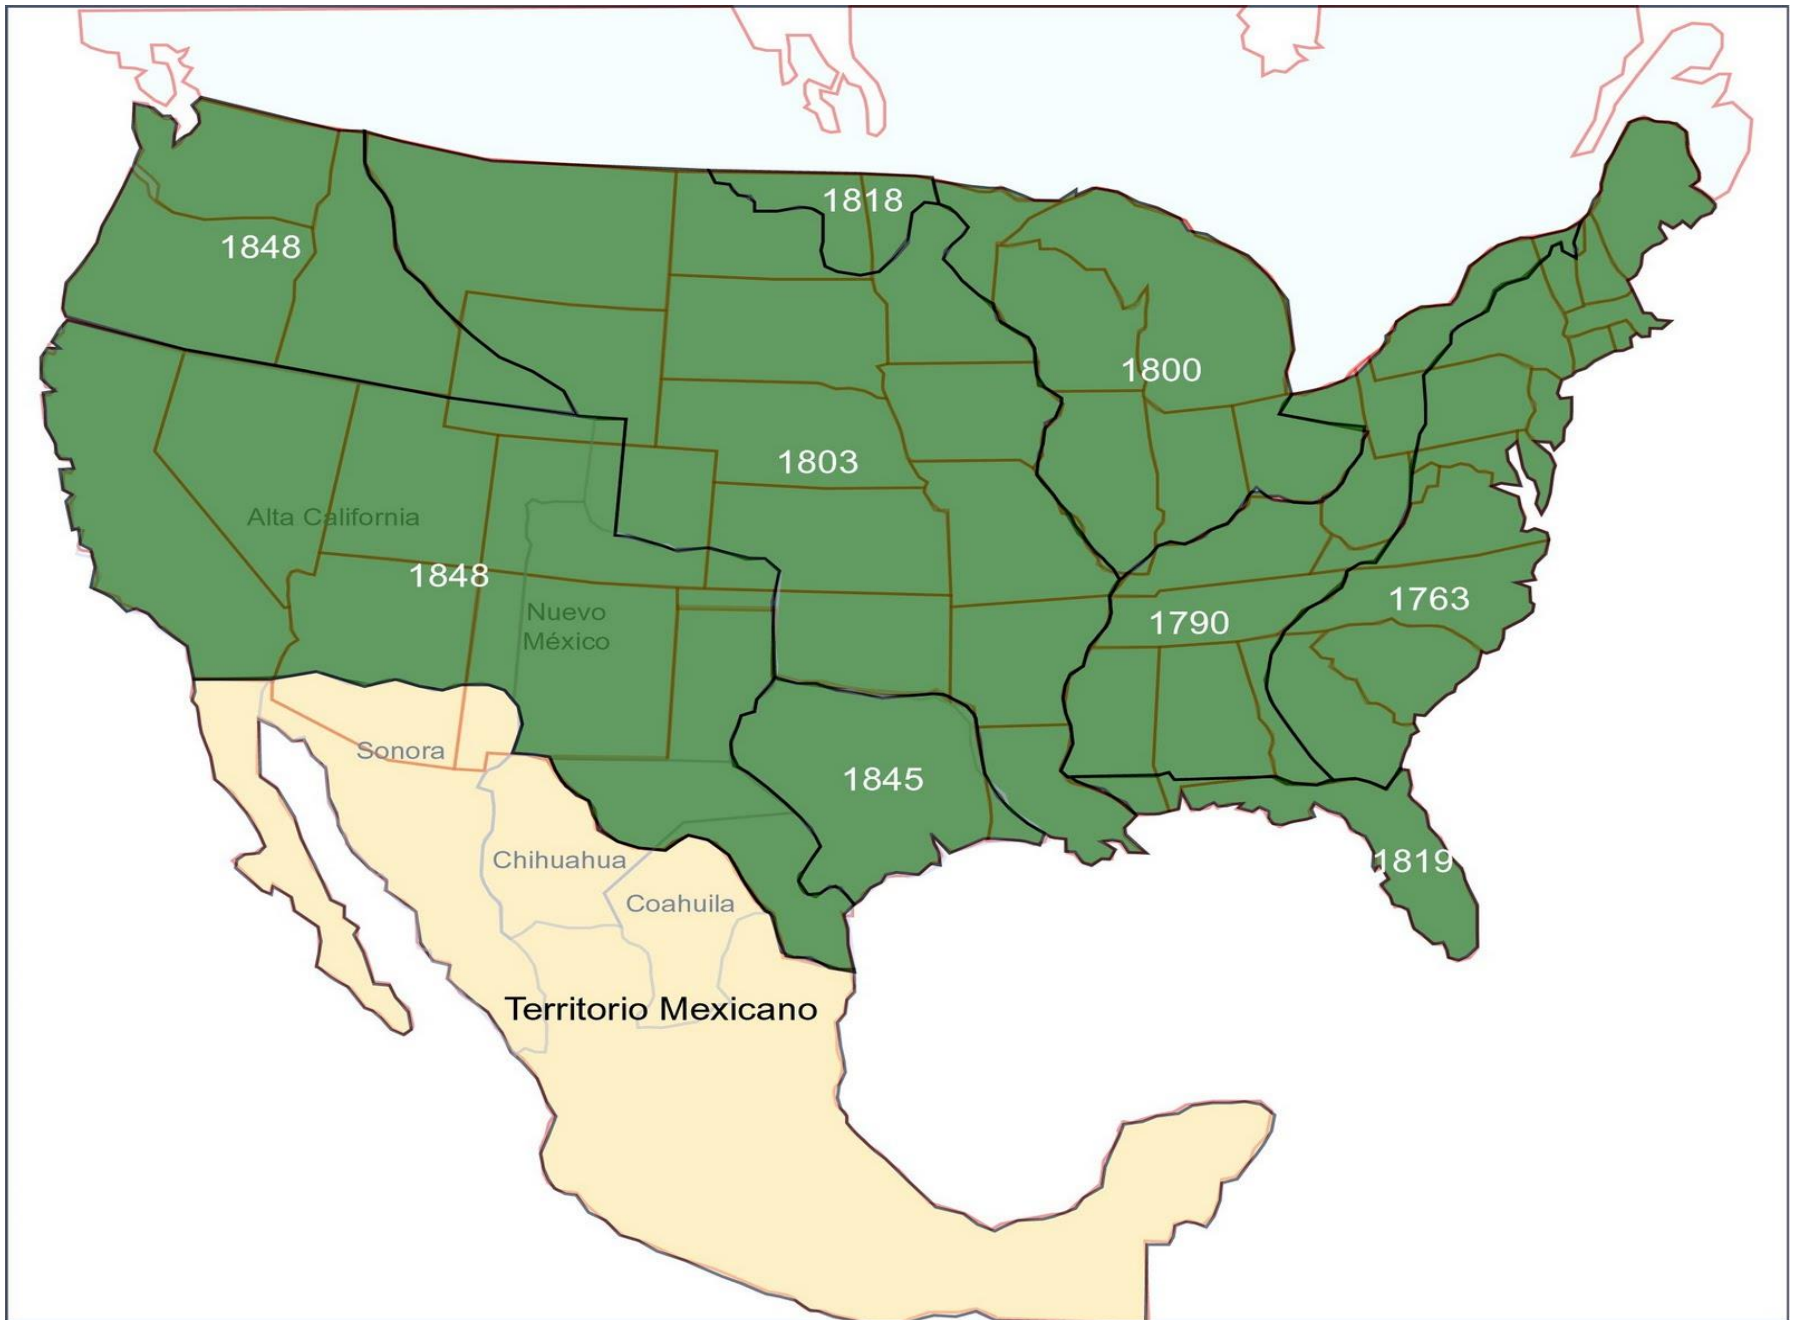 1818
1848
1800
1803
Alta California
1848
1763
Nuevo
México
1790
Sonora
1845
Chihuahua
1819
Coahuila
Territorio Mexicano